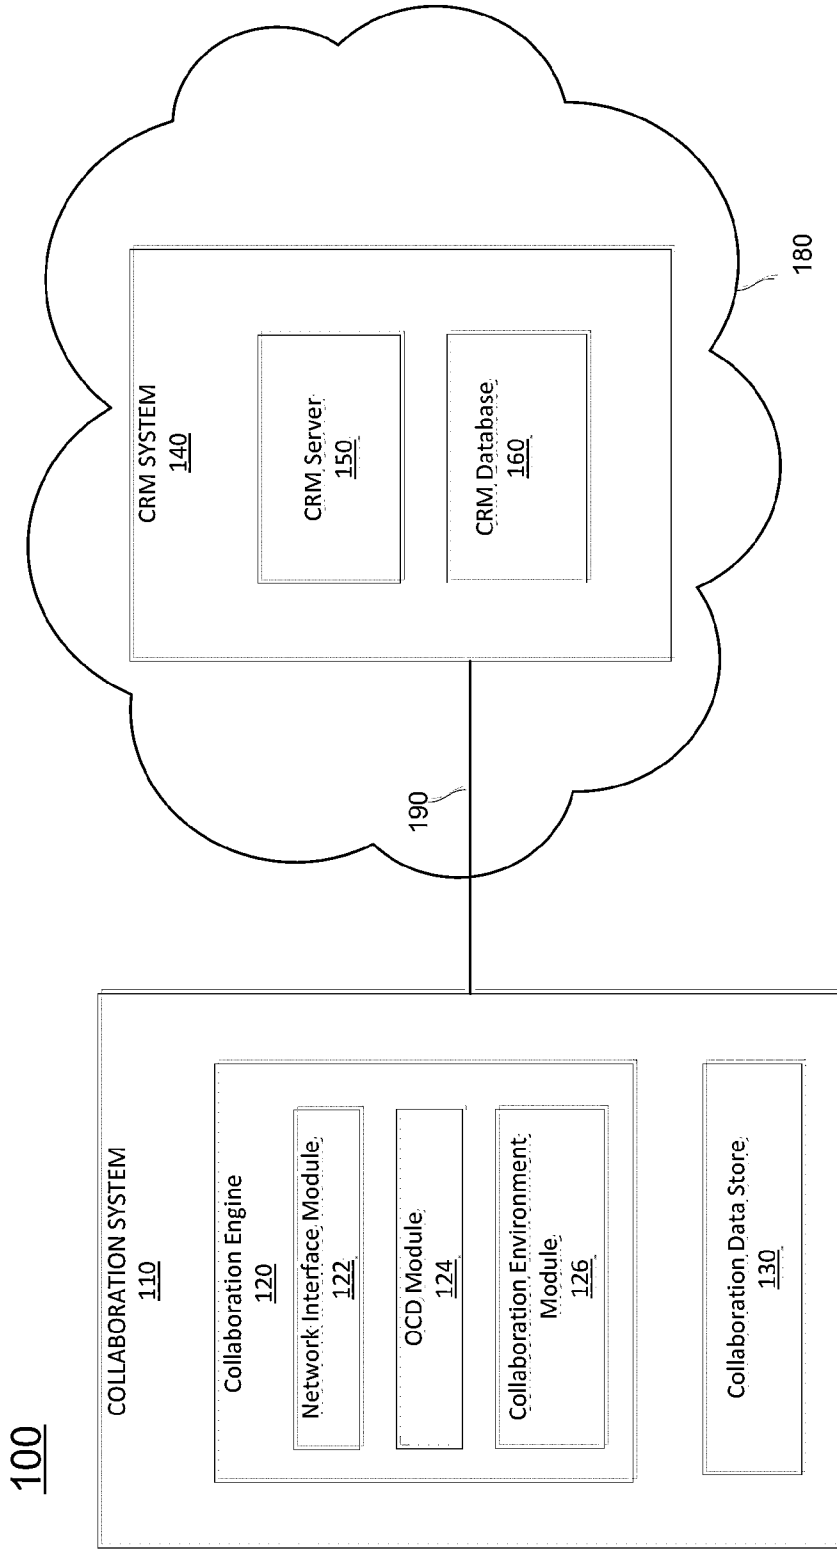 100
COLLABORATION SYSTEM
110
Collaboration Engine
120
Network Interface Module
122
OCD Module
124
Collaboration Environment
Module
126
Collaboration Data Store
130
190
CRM SYSTEM
140
CRM Server
150
CRM Database
160
180